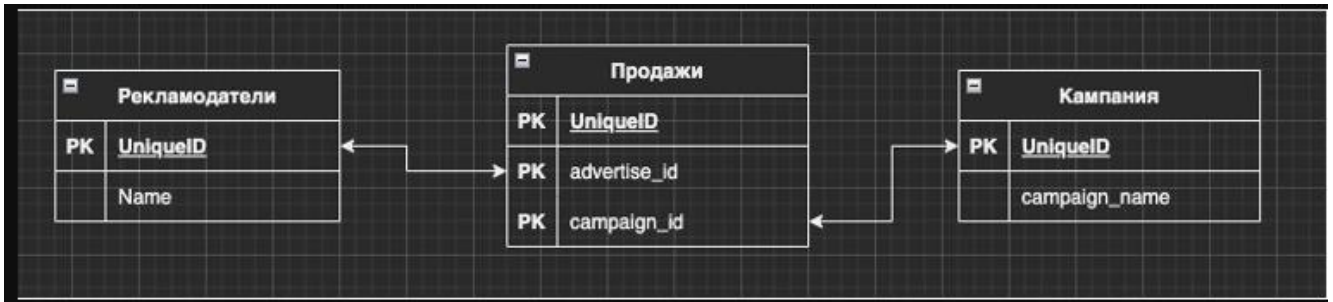 Рекламодатели
PK UniqueID
Name
Продажи
PK UniqueID
PK advertise_id
PK campaign_id
Кампания
PK UniqueID
campaign_name